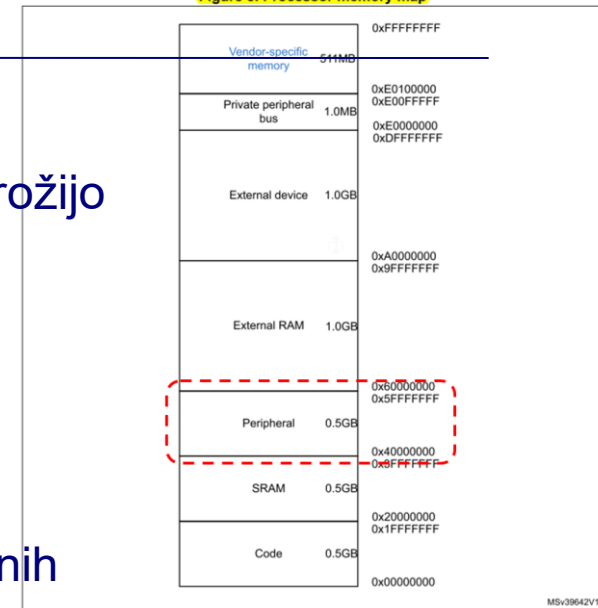 Figure 8. Processor memory map
0xFFFFFFFF
Vendor-specific
memory
511MB
0xE0100000
0xE00FFFFF
Private peripheral
bus
1.0MB
0xE0000000
0xDFFFFFFF
rožijo
External device
1.0GB
0xA0000000
0x9FFFFFFF
External RAM
1.0GB
0x60000000
0x5FFFFFFF
Peripheral
0.5GB
0x40000000
0x3FFFFFFF
SRAM
0.5GB
0x20000000
0x1FFFFFFF
nih
Code
0.5GB
0x00000000
MSv39642V1